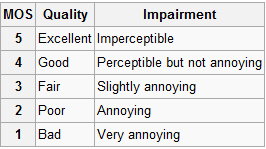 MOS Quality Impairment
5 Excellent Imperceptible
4 Good Perceptible but not annoying
3 Fair Slightly annoying
2 Poor Annoying
1 Bad Very annoying